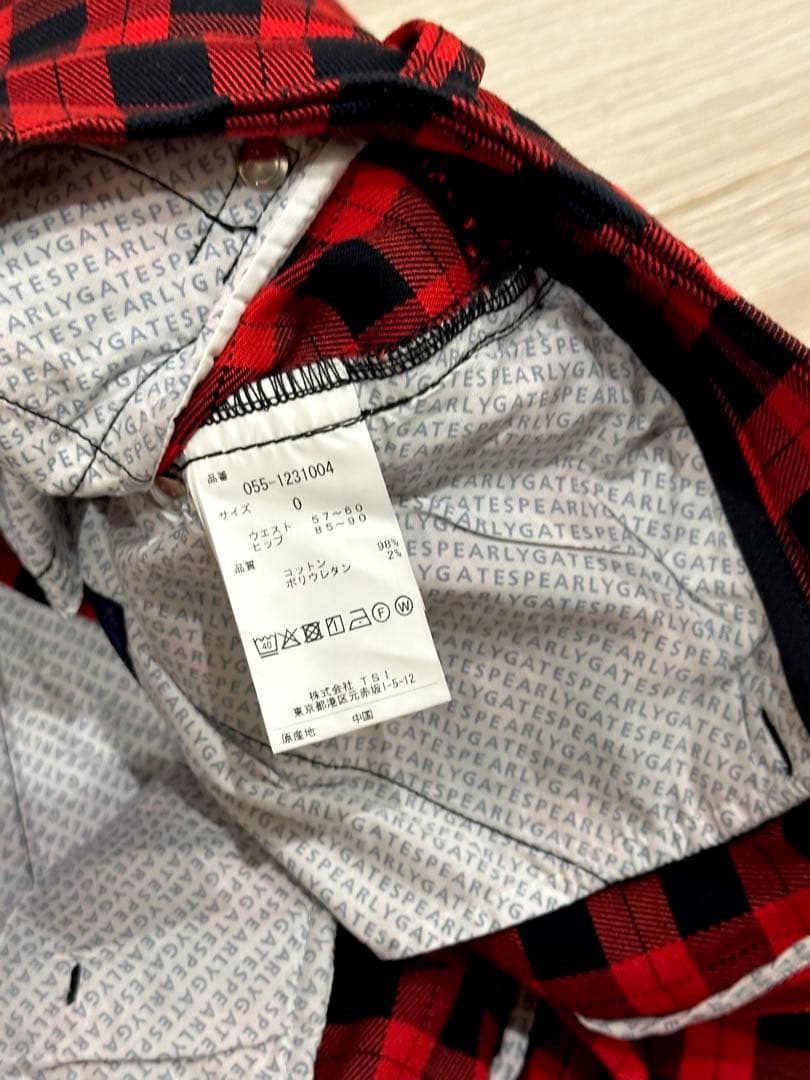 PEARLYGATESPEARLYGATESPEARLYGATES
品番
055-1231004
サイズ 0
ウエスト 57～60
ヒップ 85～90
品質 98%
コットン 2%
ポリウレタン
40 F W
株式会社 TSI
東京都港区元赤坂1-5-12
原産地 中国